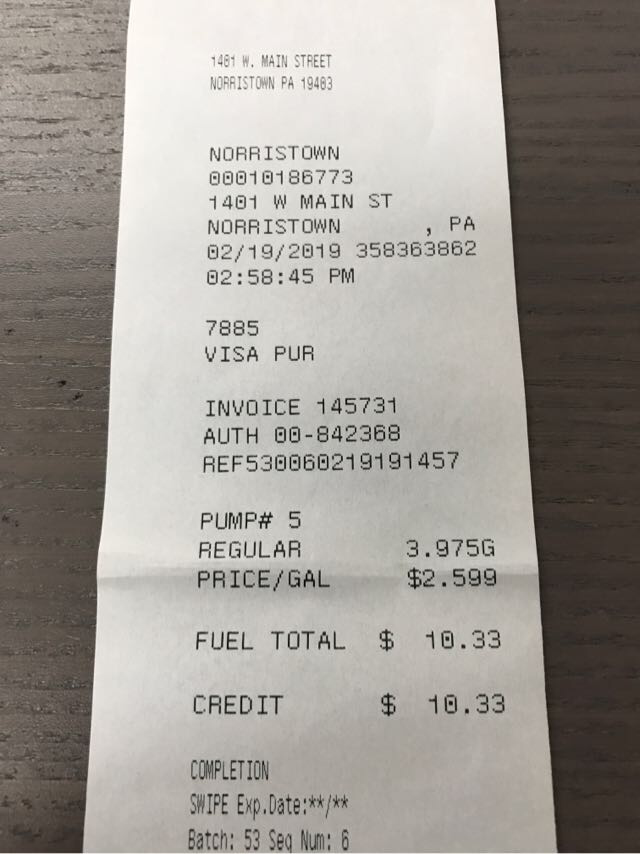 1401 W. MAIN STREET
NORRISTOWN PA 19403
NORRISTOWN
00010186773
1401 W MAIN ST
NORRISTOWN , PA
02/19/2019 358363862
02:58:45 PM
7885
VISA PUR
INVOICE 145731
AUTH 00-842368
REF530060219191457
PUMP# 5
REGULAR 3.975G
PRICE/GAL $2.599
FUEL TOTAL $ 10.33
CREDIT $ 10.33
COMPLETION
SWIPE Exp.Date:**/**
Batch: 53 Seq Num: 6